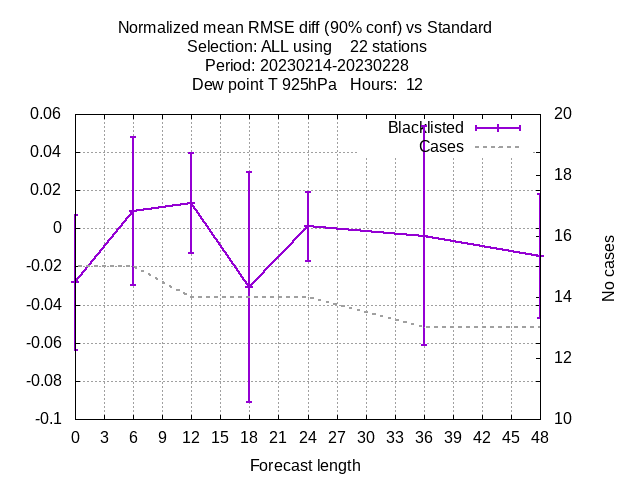 Normalized mean RMSE diff (90% conf) vs Standard
Selection: ALL using    22 stations
Period: 20230214-20230228
Dew point T 925hPa   Hours:  12
0.06
0.04
0.02
0
-0.02
-0.04
-0.06
-0.08
-0.1
Blacklisted
Cases
20
18
16
14
12
10
No cases
0 3 6 9 12 15 18 21 24 27 30 33 36 39 42 45 48
Forecast length